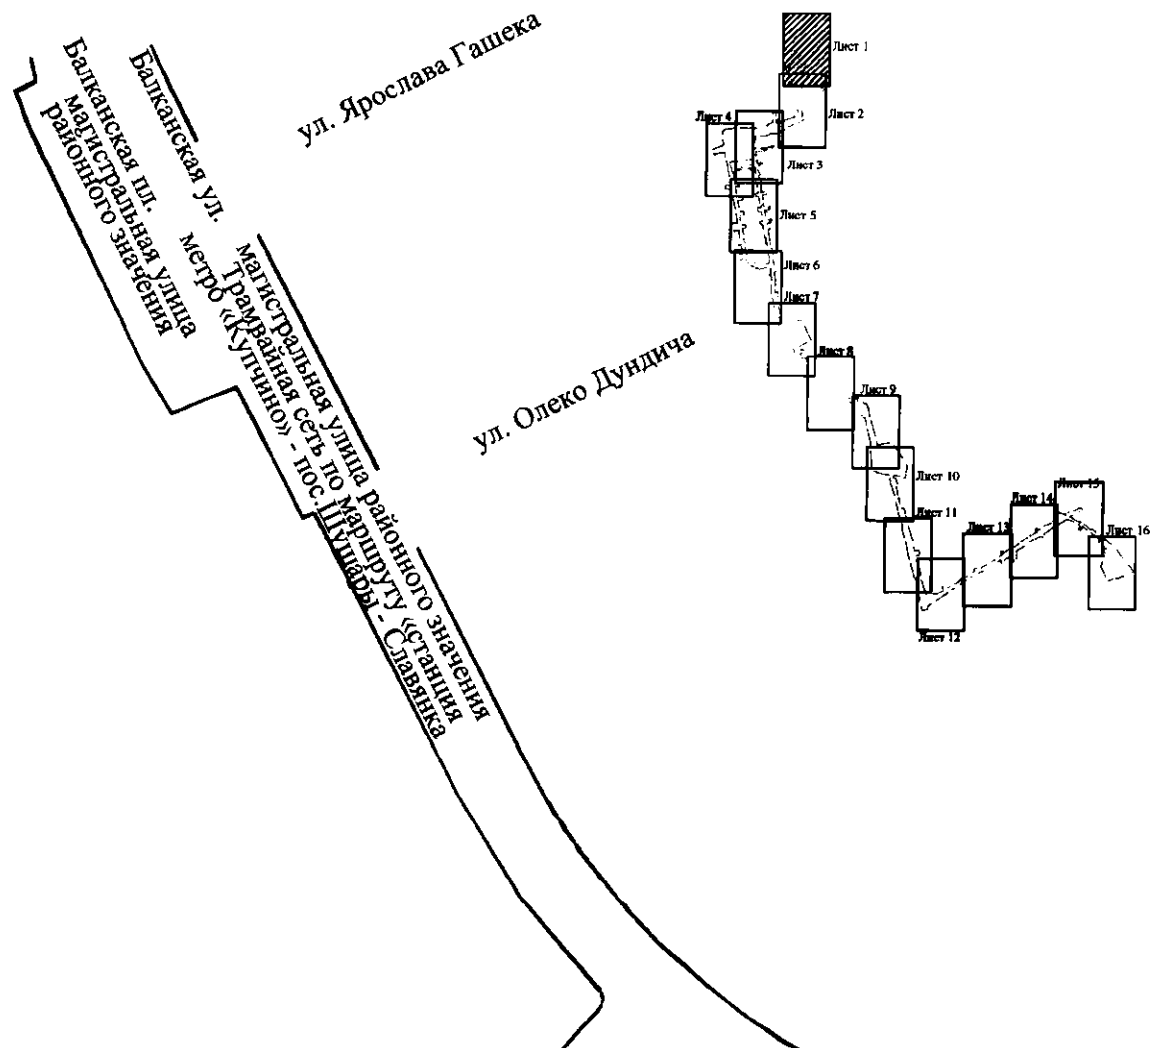 Балканская пл.
магистральная улица
районного значения
Балканская ул.
магистральная улица районного значения
Трамвайная сеть по маршруту «станция
метро «Купчино» - пос.Шушары - Славянка
ул. Ярослава Гашека
ул. Олеко Дундича
Лист 1
Лист 2
Лист 3
Лист 4
Лист 5
Лист 6
Лист 7
Лист 8
Лист 9
Лист 10
Лист 11
Лист 12
Лист 13
Лист 14
Лист 15
Лист 16